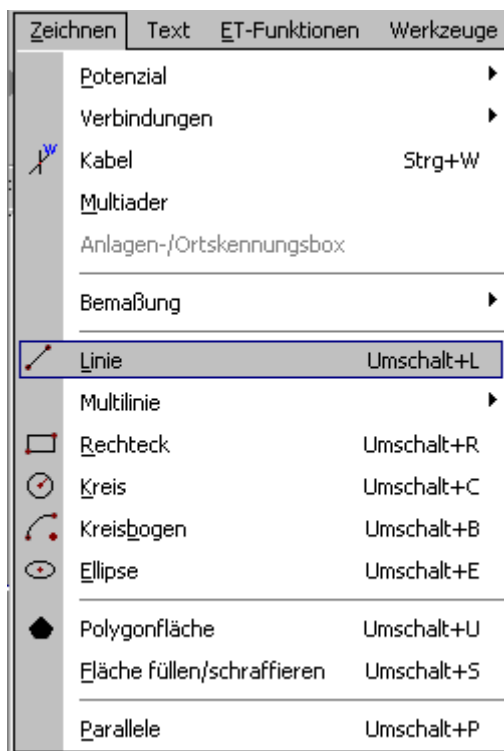 Zeichnen Text ET-Funktionen Werkzeuge
Potenzial
Verbindungen
W Kabel Strg+W
Multiader
Anlagen-/Ortskennungsbox
Bemaßung
Linie Umschalt+L
Multilinie
Rechteck Umschalt+R
Kreis Umschalt+C
Kreisbogen Umschalt+B
Ellipse Umschalt+E
Polygonfläche Umschalt+U
Fläche füllen/schraffieren Umschalt+S
Parallele Umschalt+P